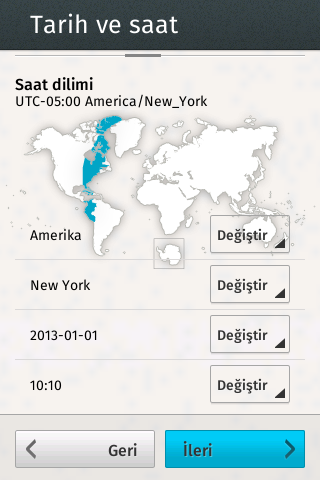 Tarih ve saat
Saat dilimi
UTC-05:00 America/New_York
Amerika
Değiştir
New York
Değiştir
2013-01-01
Değiştir
10:10
Değiştir
Geri
İleri